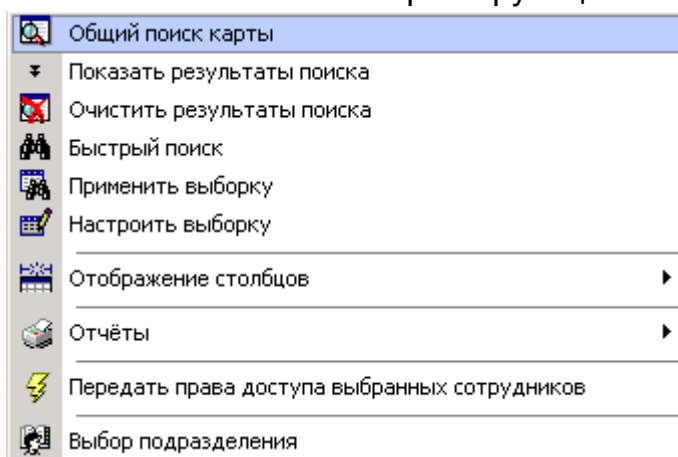 Общий поиск карты
Показать результаты поиска
Очистить результаты поиска
Быстрый поиск
Применить выборку
Настроить выборку
Отображение столбцов
Отчёты
Передать права доступа выбранных сотрудников
Выбор подразделения